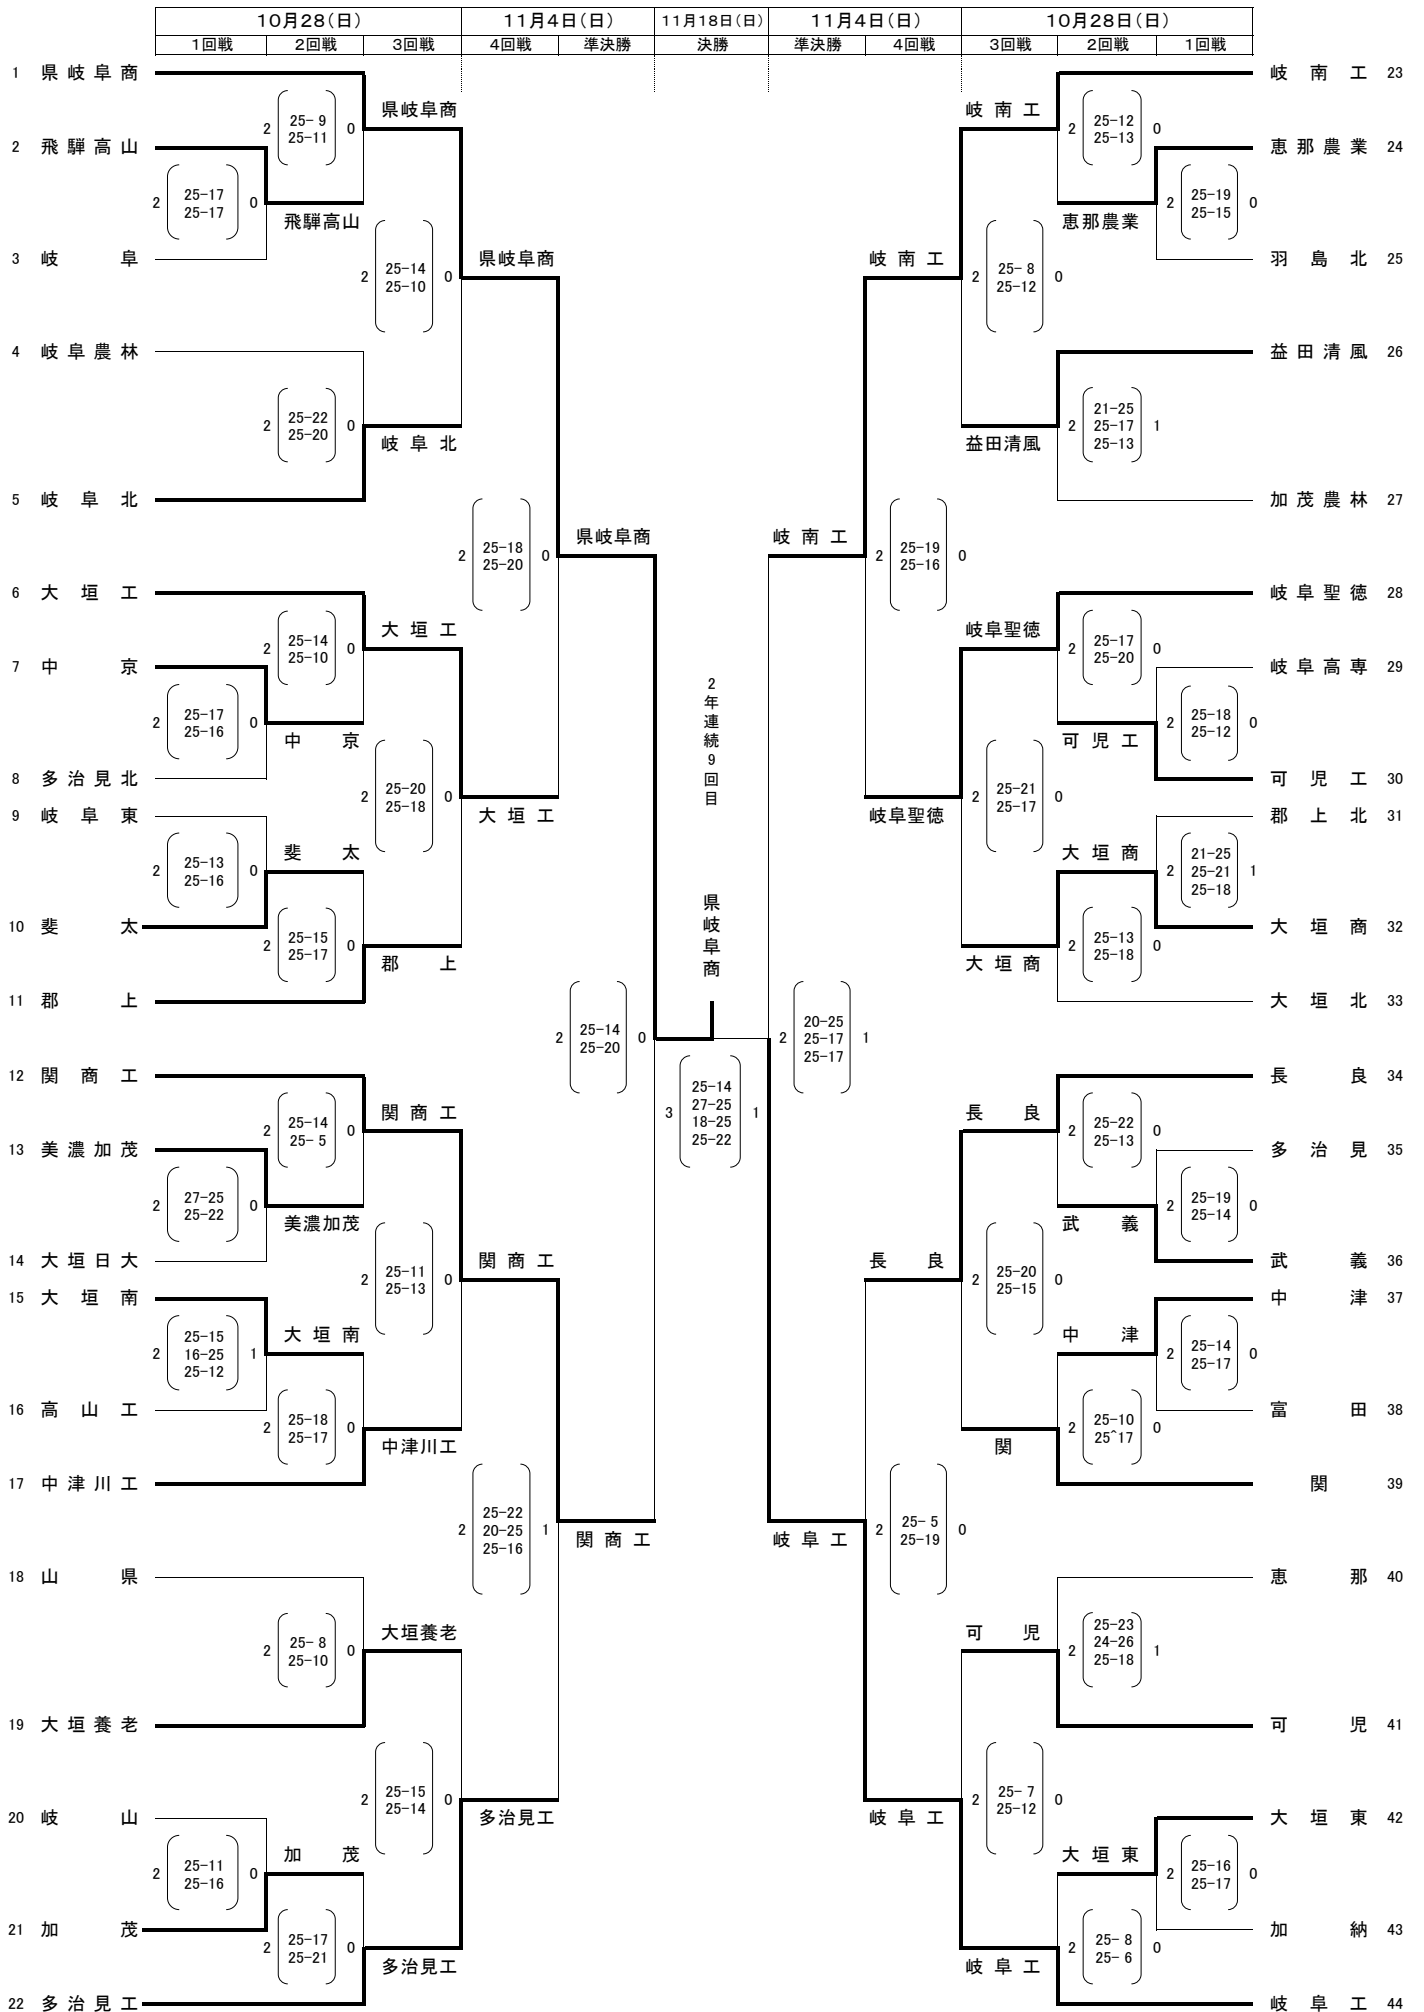 10月28(日) 11月4日(日) 11月18日(日) 11月4日(日) 10月28日(日)
1回戦 2回戦 3回戦 4回戦 準決勝 決勝 準決勝 4回戦 3回戦 2回戦 1回戦
1 県岐阜商
2 飛騨高山
3 岐阜
4 岐阜農林
5 岐阜北
6 大垣工
7 中京
8 多治見北
9 岐阜東
10 斐太
11 郡上
12 関商工
13 美濃加茂
14 大垣日大
15 大垣南
16 高山工
17 中津川工
18 山県
19 大垣養老
20 岐山
21 加茂
22 多治見工
2 25-17 0
25-17
2 25-17 0
25-16
2 25-13 0
25-16
2 27-25 0
25-22
2 25-15 1
16-25
25-12
2 25-11 0
25-16
2 25- 9 0
25-11
飛騨高山
2 25-22 0
25-20
2 25-14 0
25-10
中京
斐太
2 25-15 0
25-17
2 25-14 0
25- 5
美濃加茂
大垣南
2 25-18 0
25-17
2 25- 8 0
25-10
加茂
2 25-17 0
25-21
県岐阜商
2 25-14 0
25-10
岐阜北
大垣工
2 25-20 0
25-18
郡上
関商工
2 25-11 0
25-13
中津川工
大垣養老
2 25-15 0
25-14
多治見工
県岐阜商
2 25-18 0
25-20
大垣工
関商工
2 25-22 1
20-25
25-16
多治見工
県岐阜商
2 25-14 0
25-20
関商工
2年連続9回目
県岐阜商
3 25-14 1
27-25
18-25
25-22
岐南工
2 20-25 1
25-17
25-17
岐阜工
岐南工
2 25-19 0
25-16
岐阜聖徳
長良
2 25- 5 0
25-19
岐阜工
岐南工
2 25- 8 0
25-12
益田清風
岐阜聖徳
2 25-21 0
25-17
大垣商
長良
2 25-20 0
25-15
関
可児
2 25- 7 0
25-12
岐阜工
2 25-12 0
25-13
恵那農業
2 21-25 1
25-17
25-13
2 25-17 0
25-20
可児工
大垣商
2 25-13 0
25-18
2 25-22 0
25-13
武義
中津
2 25-10 0
25^17
2 25-23 1
24-26
25-18
大垣東
2 25- 8 0
25- 6
2 25-19 0
25-15
2 25-18 0
25-12
2 21-25 1
25-21
25-18
2 25-19 0
25-14
2 25-14 0
25-17
2 25-16 0
25-17
岐南工 23
恵那農業 24
羽島北 25
益田清風 26
加茂農林 27
岐阜聖徳 28
岐阜高専 29
可児工 30
郡上北 31
大垣商 32
大垣北 33
長良 34
多治見 35
武義 36
中津 37
富田 38
関 39
恵那 40
可児 41
大垣東 42
加納 43
岐阜工 44